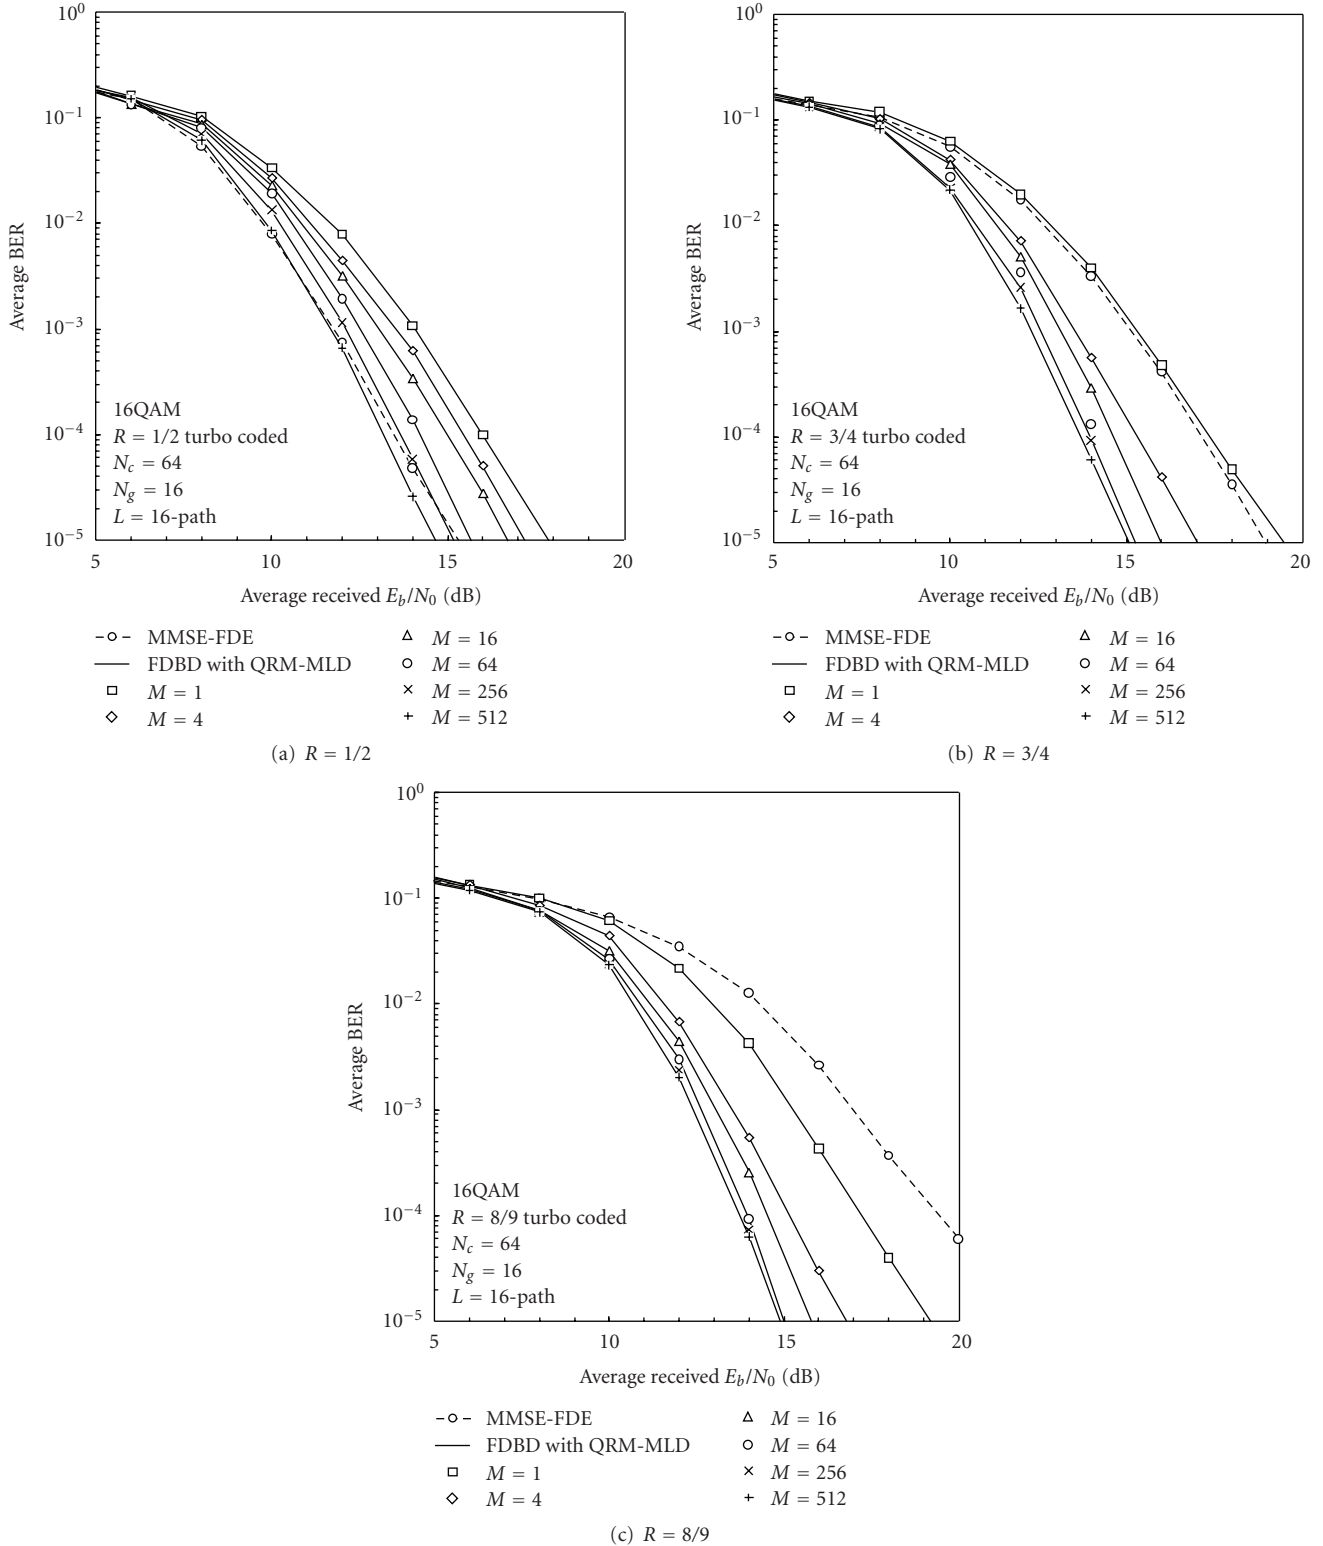 10^0
10^−1
10^−2
10^−3
10^−4
10^−5
Average BER
16QAM
R = 1/2 turbo coded
N_c = 64
N_g = 16
L = 16-path
5 10 15 20
Average received E_b/N_0 (dB)
MMSE-FDE
FDBD with QRM-MLD
M = 1
M = 4
M = 16
M = 64
M = 256
M = 512
(a) R = 1/2
10^0
10^−1
10^−2
10^−3
10^−4
10^−5
Average BER
16QAM
R = 3/4 turbo coded
N_c = 64
N_g = 16
L = 16-path
5 10 15 20
Average received E_b/N_0 (dB)
MMSE-FDE
FDBD with QRM-MLD
M = 1
M = 4
M = 16
M = 64
M = 256
M = 512
(b) R = 3/4
10^0
10^−1
10^−2
10^−3
10^−4
10^−5
Average BER
16QAM
R = 8/9 turbo coded
N_c = 64
N_g = 16
L = 16-path
5 10 15 20
Average received E_b/N_0 (dB)
MMSE-FDE
FDBD with QRM-MLD
M = 1
M = 4
M = 16
M = 64
M = 256
M = 512
(c) R = 8/9